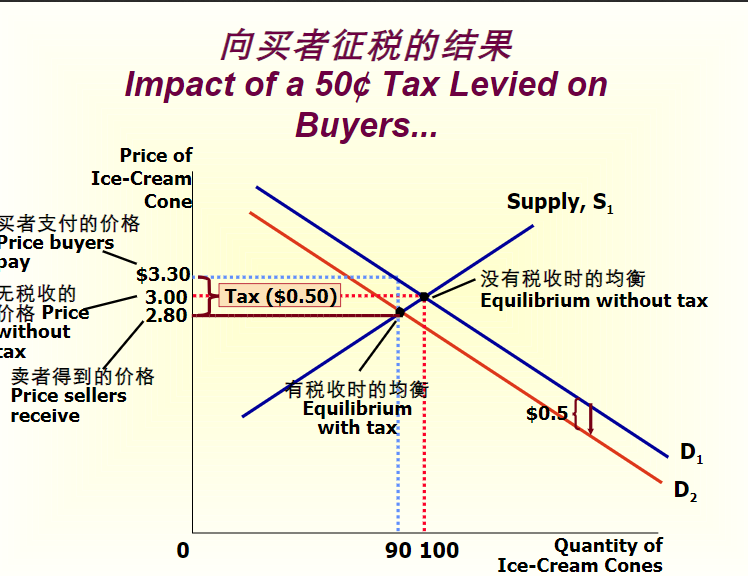 向买者征税的结果
Impact of a 50¢ Tax Levied on
Buyers...
Price of
Ice-Cream
Cone
Supply, S1
买者支付的价格
Price buyers
pay
$3.30
无税收的
价格 Price
without
tax
3.00
Tax ($0.50)
2.80
没有税收时的均衡
Equilibrium without tax
卖者得到的价格
Price sellers
receive
有税收时的均衡
Equilibrium
with tax
$0.5
D1
D2
0
90
100
Quantity of
Ice-Cream Cones